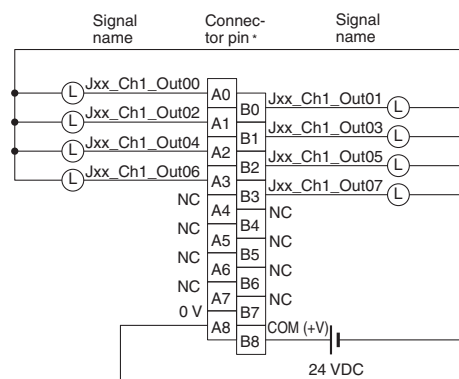 Signal name
Connec-tor pin *
Signal name
L Jxx_Ch1_Out00 A0
B0 Jxx_Ch1_Out01 L
L Jxx_Ch1_Out02 A1
B1 Jxx_Ch1_Out03 L
L Jxx_Ch1_Out04 A2
B2 Jxx_Ch1_Out05 L
L Jxx_Ch1_Out06 A3
B3 Jxx_Ch1_Out07 L
NC A4
B4 NC
NC A5
B5 NC
NC A6
B6 NC
NC A7
B7 NC
0 V A8
B8 COM (+V)
24 VDC